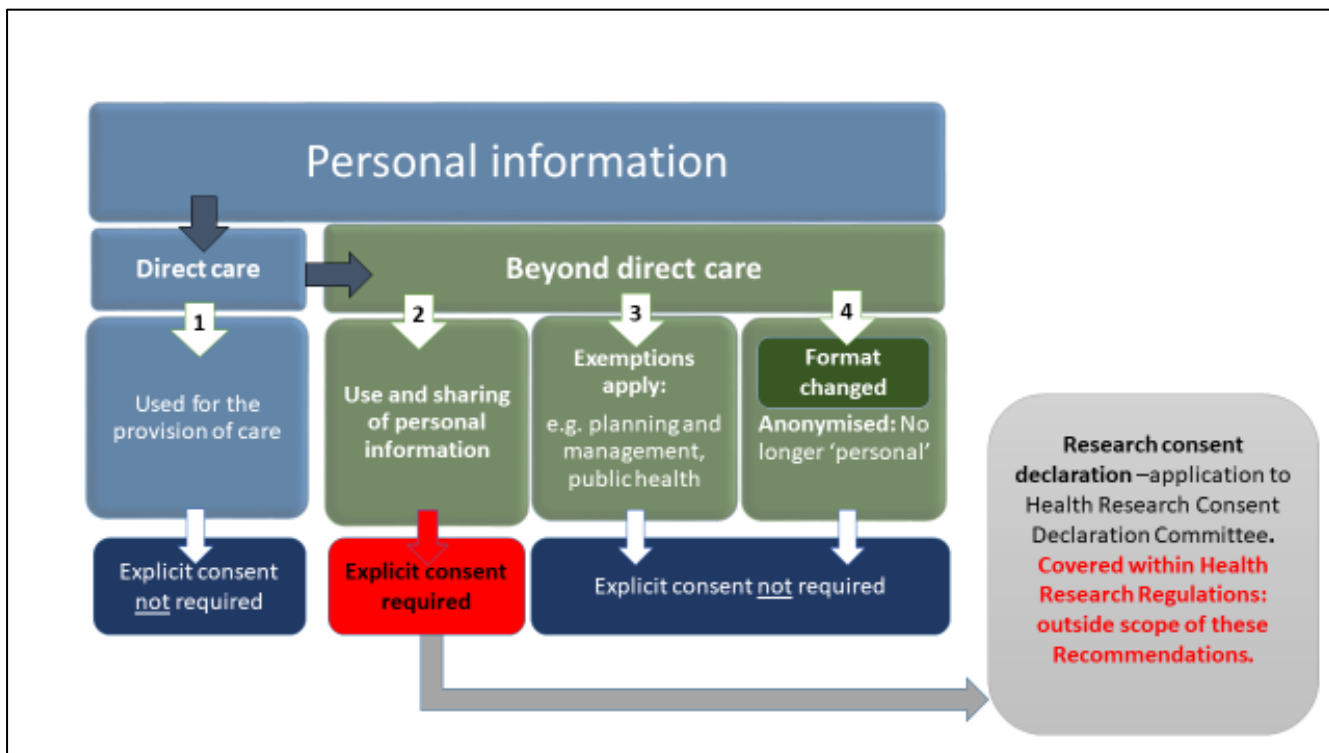 Personal information
Direct care
Beyond direct care
1
2
3
4
Used for the
provision of care
Use and sharing
of personal
information
Exemptions
apply:
e.g. planning and
management,
public health
Format
changed
Anonymised: No
longer ‘personal’
Explicit consent
not required
Explicit consent
required
Explicit consent not required
Research consent
declaration –application to
Health Research Consent
Declaration Committee.
Covered within Health
Research Regulations:
outside scope of these
Recommendations.